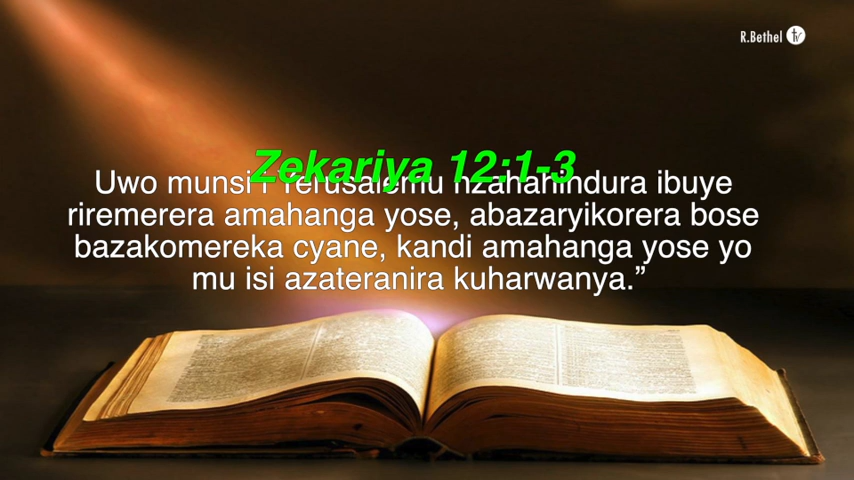 R.Bethel tv
Zekariya 12:1-3
Uwo munsi i Yerusalemu nzahahindura ibuye
riremerera amahanga yose, abazaryikorera bose
bazakomereka cyane, kandi amahanga yose yo
mu isi azateranira kuharwanya.”